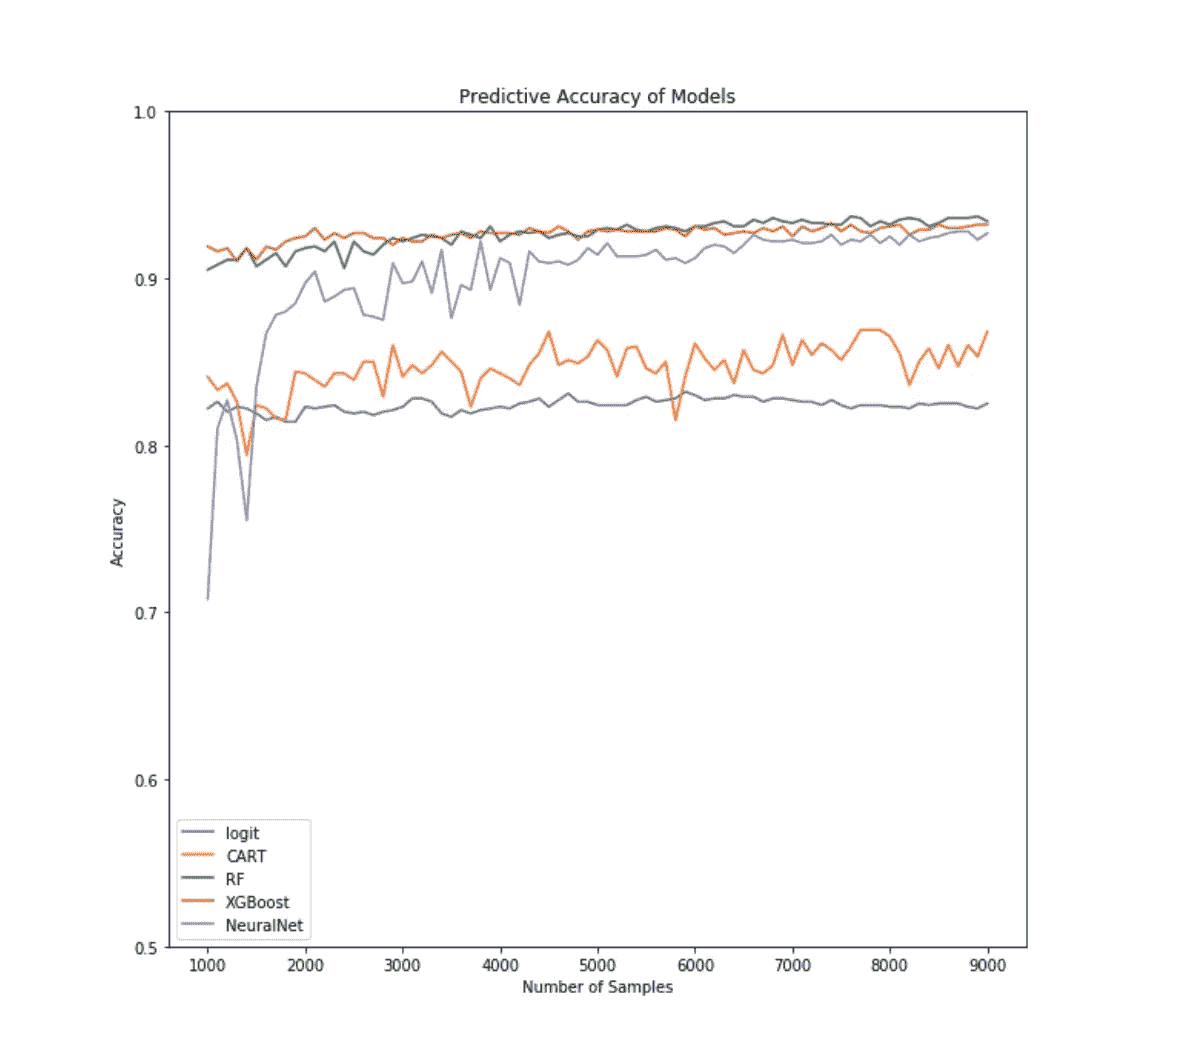 Predictive Accuracy of Models
1.0
0.9
0.8
0.7
0.6
0.5
Accuracy
logit
CART
RF
XGBoost
NeuralNet
1000 2000 3000 4000 5000 6000 7000 8000 9000
Number of Samples